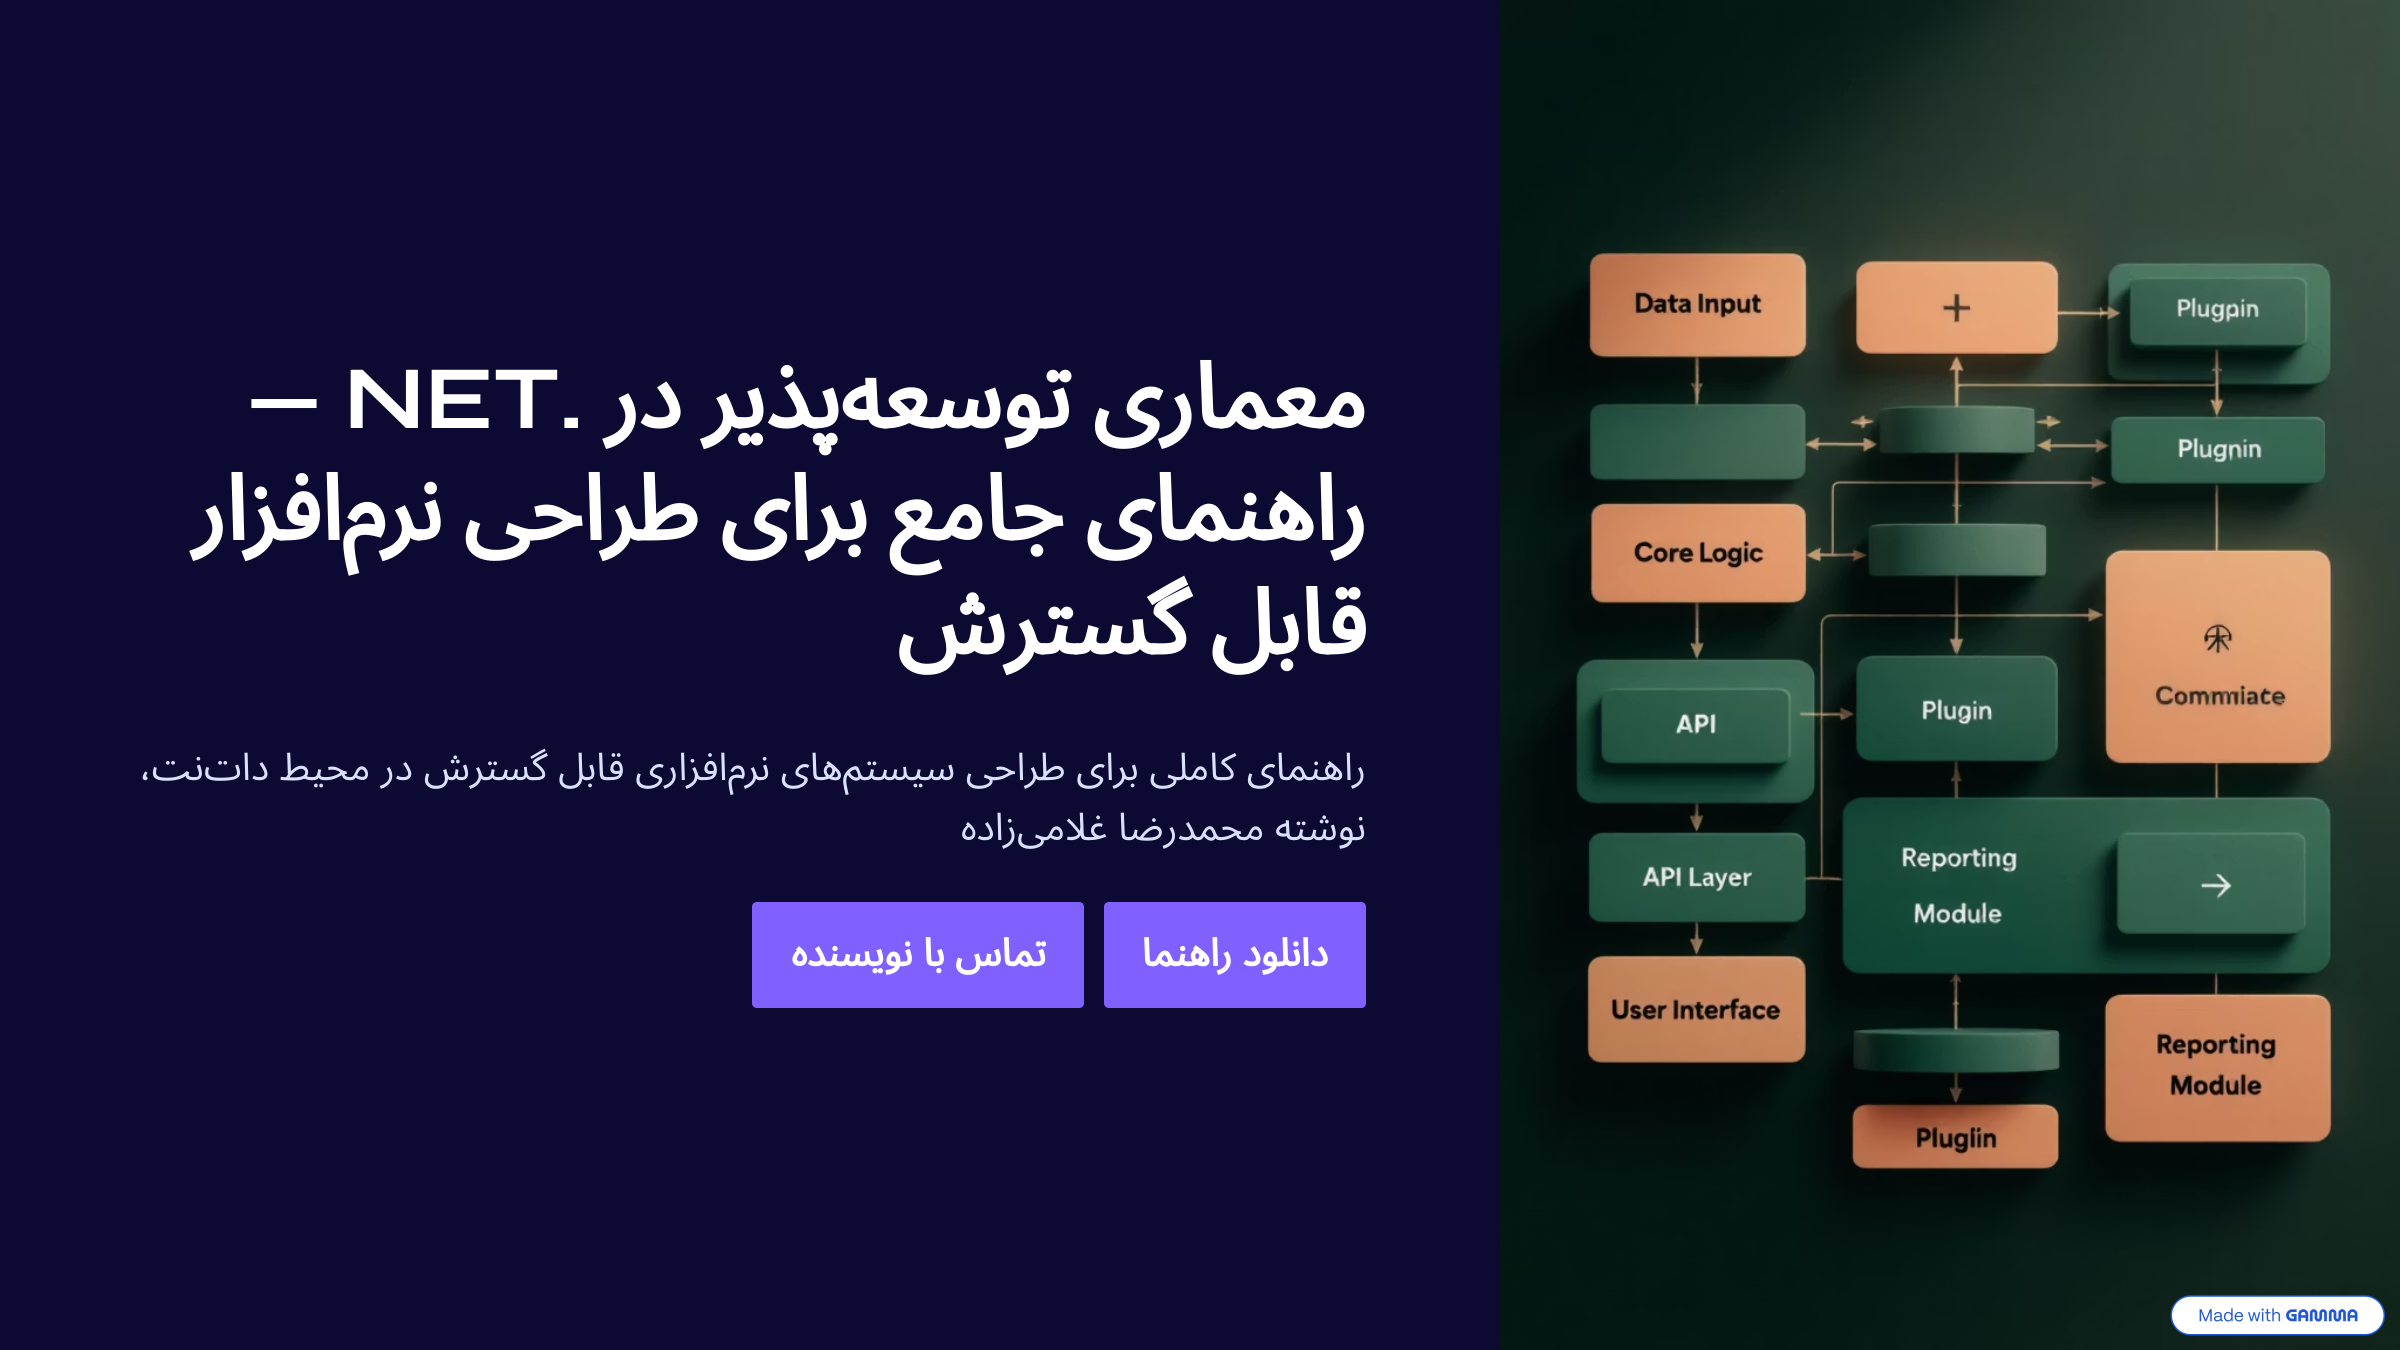 معماری توسعه‌پذیر در .NET —
راهنمای جامع برای طراحی نرم‌افزار
قابل گسترش
راهنمای کاملی برای طراحی سیستم‌های نرم‌افزاری قابل گسترش در محیط دات‌نت،
نوشته محمدرضا غلامی‌زاده
دانلود راهنما
تماس با نویسنده
Data Input
+
Plugpin
Plugnin
Core Logic
Commmiate
API
Plugin
API Layer
Reporting
Module
→
User Interface
Reporting
Module
Pluglin
Made with GAMMA